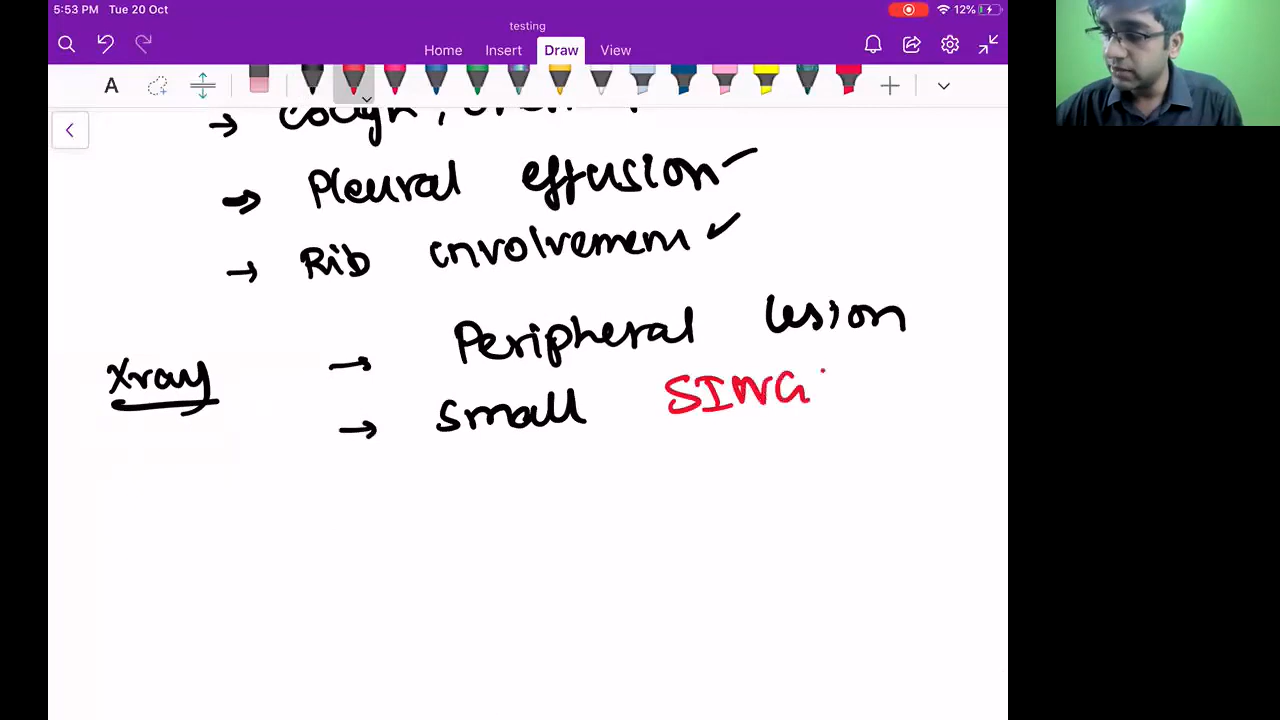 5:53 PM Tue 20 Oct 12%
testing
Home Insert Draw View
A
→
→ Pleural effusion ✓
→ Rib involvement ✓
Xray → Peripheral lesion
→ Small SING